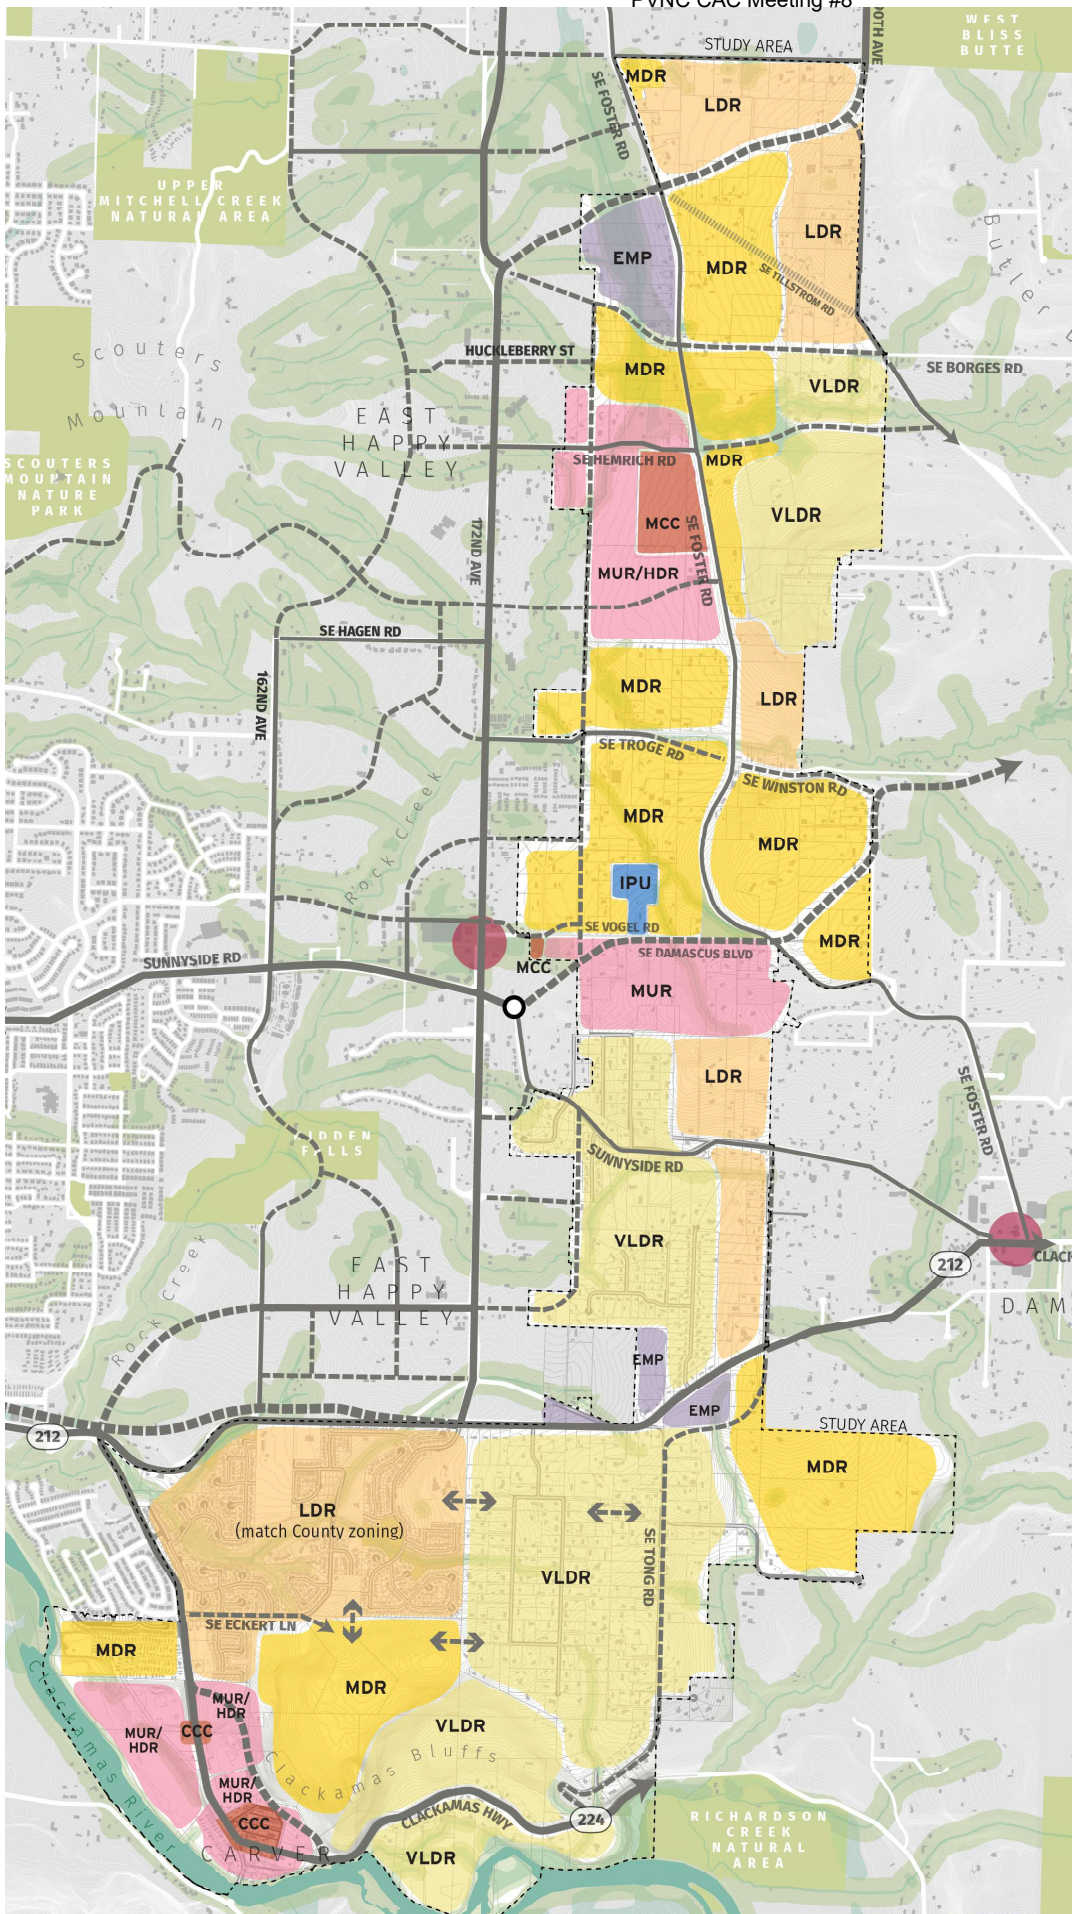 PVNC CAC Meeting #8
WEST
BLISS
BUTTE
STUDY AREA
MDR
LDR
SE FOSTER RD
UPPER
MITCHELL CREEK
NATURAL AREA
LDR
Butler
EMP
MDR
SE TILLSTROM RD
HUCKLEBERRY ST
Scouters
Mountain
MDR
VLDR
SE BORGES RD
EAST
HAPPY
VALLEY
SCOUTERS
MOUNTAIN
NATURE
PARK
SE HEMRICH RD
MDR
172ND AVE
MCC
SE FOSTER RD
VLDR
MUR/HDR
SE HAGEN RD
162ND AVE
MDR
LDR
SE TROGE RD
SE WINSTON RD
Rock Creek
MDR
MDR
IPU
SE VOGEL RD
MDR
SUNNYSIDE RD
MCC
SE DAMASCUS BLVD
MUR
LDR
SE FOSTER RD
HIDDEN
FALLS
SUNNYSIDE RD
Rock Creek
VLDR
EAST
HAPPY
VALLEY
212
CLACK
DAM
EMP
EMP
212
STUDY AREA
MDR
LDR
(match County zoning)
SE TONG RD
VLDR
SE ECKERT LN
MDR
MDR
Clackamas River
MUR/
HDR
MUR/
HDR
CCC
VLDR
Clackamas Bluffs
MUR/
HDR
CCC
CARVER
CLACKAMAS HWY
224
RICHARDSON
CREEK
NATURAL
AREA
VLDR